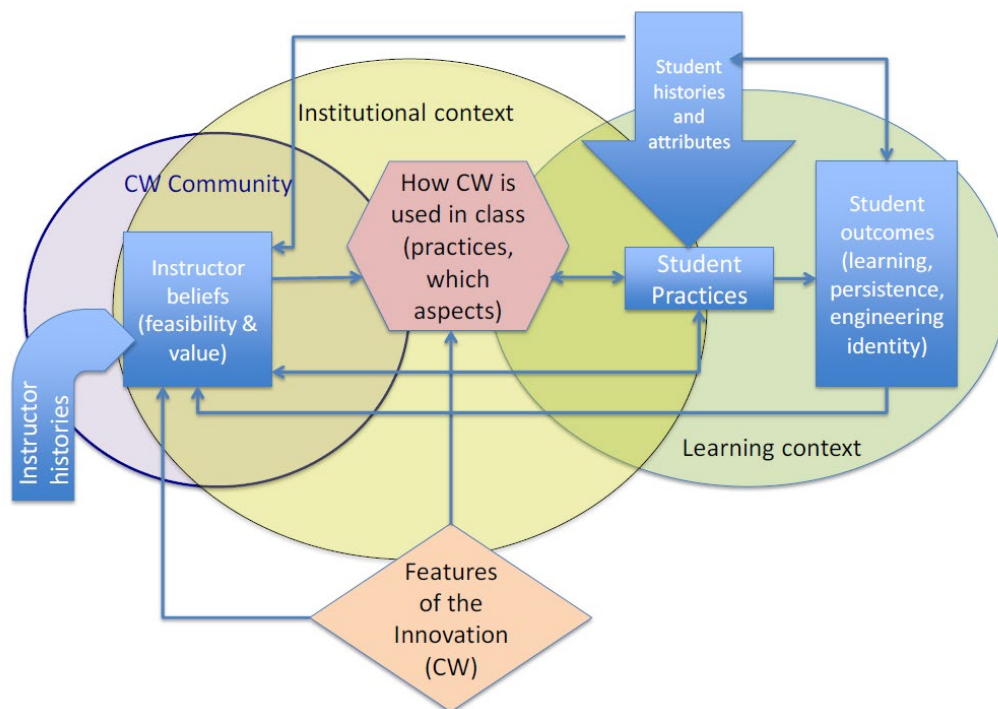 Student
histories
and
attributes
Institutional context
CW Community
How CW is
used in class
(practices,
which
aspects)
Instructor
beliefs
(feasibility &
value)
Student
Practices
Student
outcomes
(learning,
persistence,
engineering
identity)
Instructor
histories
Learning context
Features
of the
Innovation
(CW)